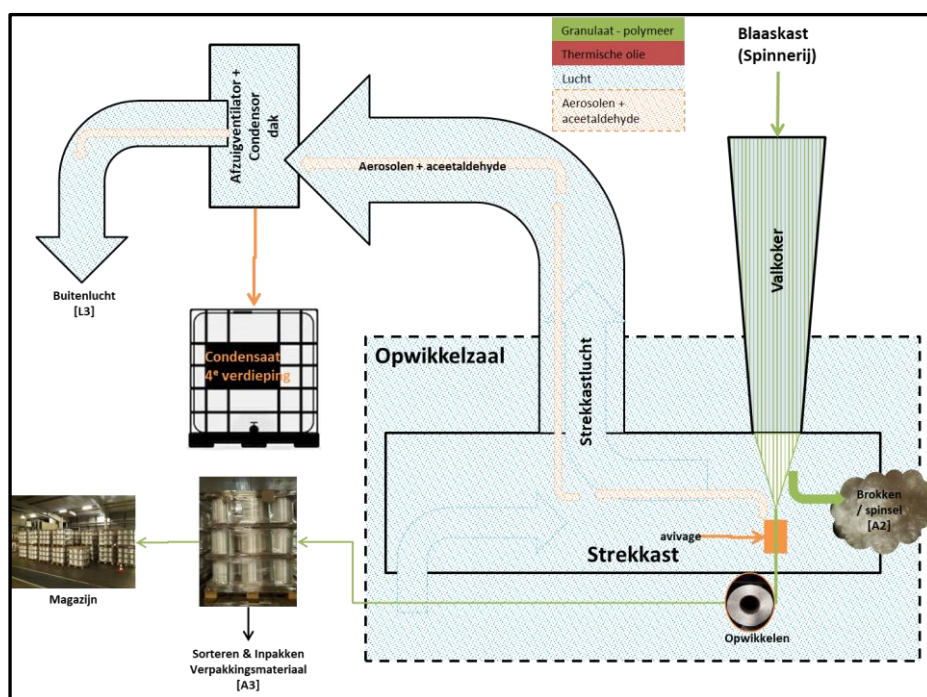 Granulaat - polymeer
Thermische olie
Lucht
Aerosolen +
aceetaldehyde
Blaaskast
(Spinnerij)
Afzuigventilator +
Condensor
dak
Aerosolen + aceetaldehyde
Valkoker
Buitenlucht
[L3]
Condensaat
4e verdieping
Opwikkelzaal
Strekkastlucht
Brokken
/ spinsel
[A2]
avivage
Strekkast
Opwikkelen
Magazijn
Sorteren & Inpakken
Verpakkingsmateriaal
[A3]